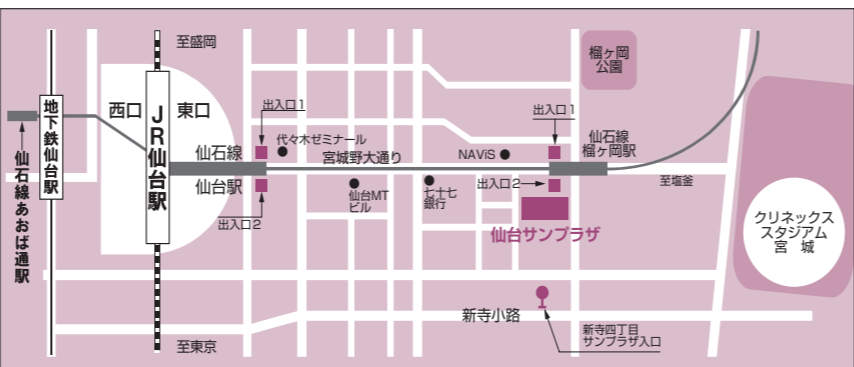 至盛岡
榴ヶ岡
公園
地下鉄仙台駅
西口
JR仙台駅
東口
出入口1
代々木ゼミナール
仙石線
仙台駅
出入口2
宮城野大通り
仙台MT
ビル
七十七
銀行
NAViS
出入口1
出入口2
仙石線
榴ヶ岡駅
至塩釜
仙台サンプラザ
クリネックス
スタジアム
宮城
仙石線あおば通駅
新寺小路
新寺四丁目
サンプラザ入口
至東京